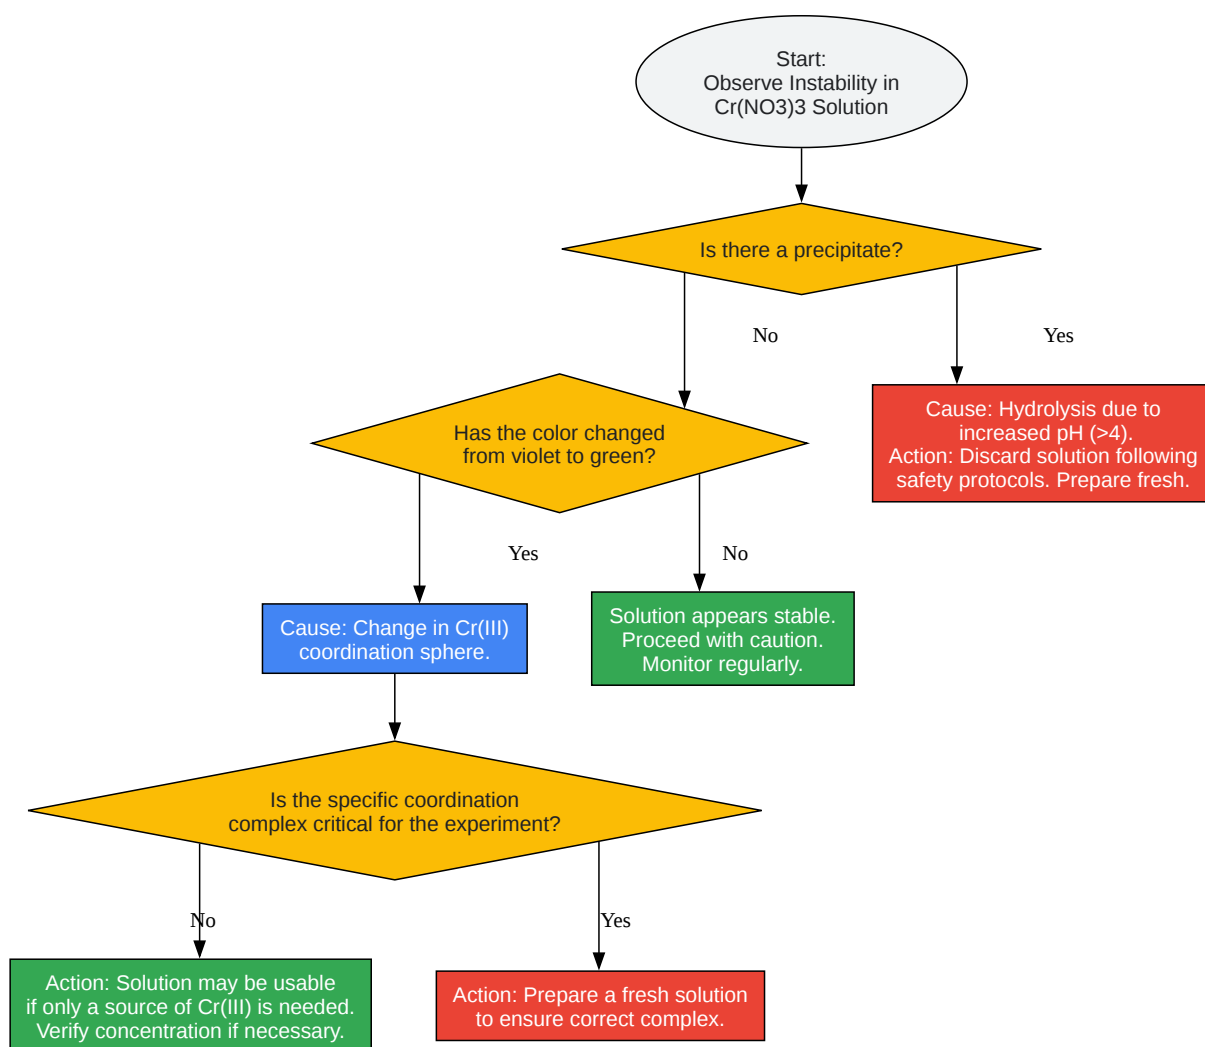 Start:
Observe Instability in
Cr(NO3)3 Solution
Is there a precipitate?
No
Yes
Cause: Hydrolysis due to
increased pH (>4).
Action: Discard solution following
safety protocols. Prepare fresh.
Has the color changed
from violet to green?
Yes
No
Cause: Change in Cr(III)
coordination sphere.
Solution appears stable.
Proceed with caution.
Monitor regularly.
Is the specific coordination
complex critical for the experiment?
No
Yes
Action: Solution may be usable
if only a source of Cr(III) is needed.
Verify concentration if necessary.
Action: Prepare a fresh solution
to ensure correct complex.